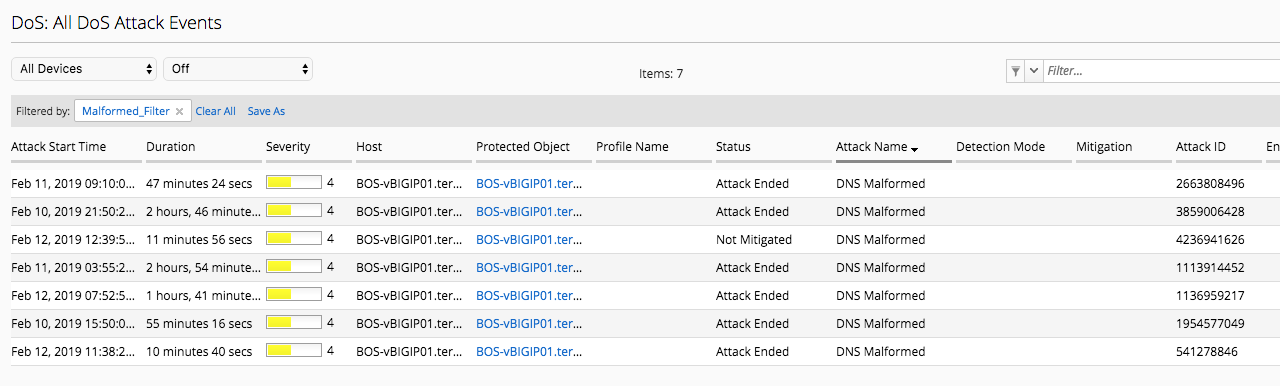 DoS: All DoS Attack Events
All Devices Off Items: 7 Filter...
Filtered by: Malformed_Filter × Clear All Save As
Attack Start Time Duration Severity Host Protected Object Profile Name Status Attack Name Detection Mode Mitigation Attack ID En
Feb 11, 2019 09:10:0... 47 minutes 24 secs 4 BOS-vBIGIP01.ter... BOS-vBIGIP01.ter... Attack Ended DNS Malformed 2663808496
Feb 10, 2019 21:50:2... 2 hours, 46 minute... 4 BOS-vBIGIP01.ter... BOS-vBIGIP01.ter... Attack Ended DNS Malformed 3859006428
Feb 12, 2019 12:39:5... 11 minutes 56 secs 4 BOS-vBIGIP01.ter... BOS-vBIGIP01.ter... Not Mitigated DNS Malformed 4236941626
Feb 11, 2019 03:55:2... 2 hours, 54 minute... 4 BOS-vBIGIP01.ter... BOS-vBIGIP01.ter... Attack Ended DNS Malformed 1113914452
Feb 12, 2019 07:52:5... 1 hours, 41 minute... 4 BOS-vBIGIP01.ter... BOS-vBIGIP01.ter... Attack Ended DNS Malformed 1136959217
Feb 10, 2019 15:50:0... 55 minutes 16 secs 4 BOS-vBIGIP01.ter... BOS-vBIGIP01.ter... Attack Ended DNS Malformed 1954577049
Feb 12, 2019 11:38:2... 10 minutes 40 secs 4 BOS-vBIGIP01.ter... BOS-vBIGIP01.ter... Attack Ended DNS Malformed 541278846